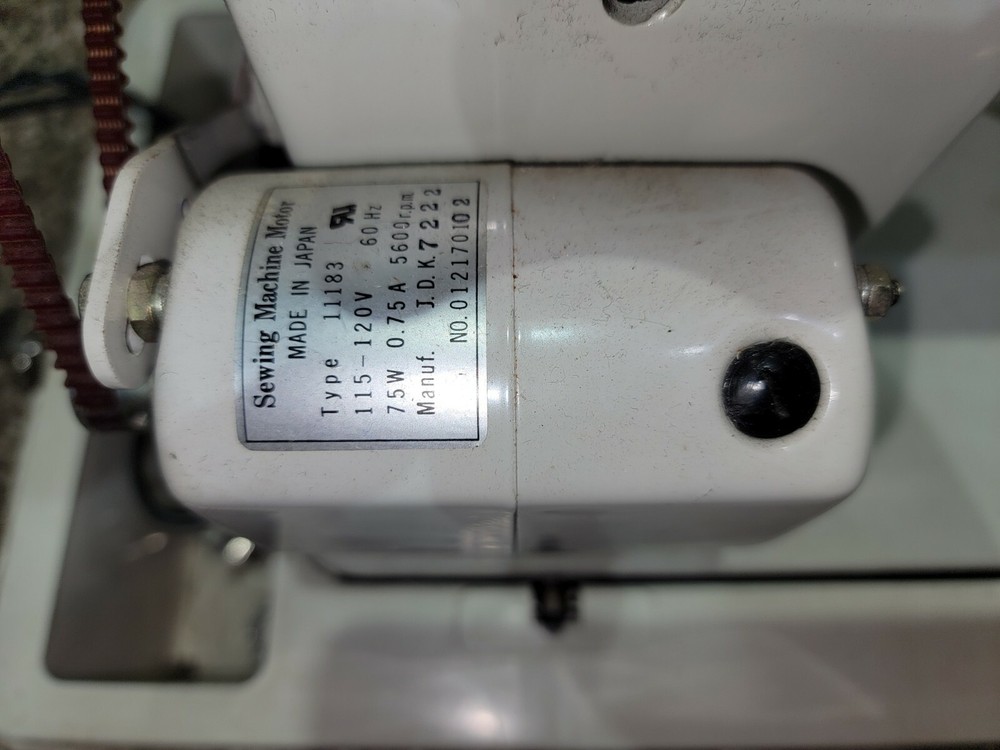 Sewing Machine Motor
MADE IN JAPAN
Type 11183
115-120V 60Hz
75W 0.75A 5600r.p.m
Manuf. J.D.K.7222
NO.012170102